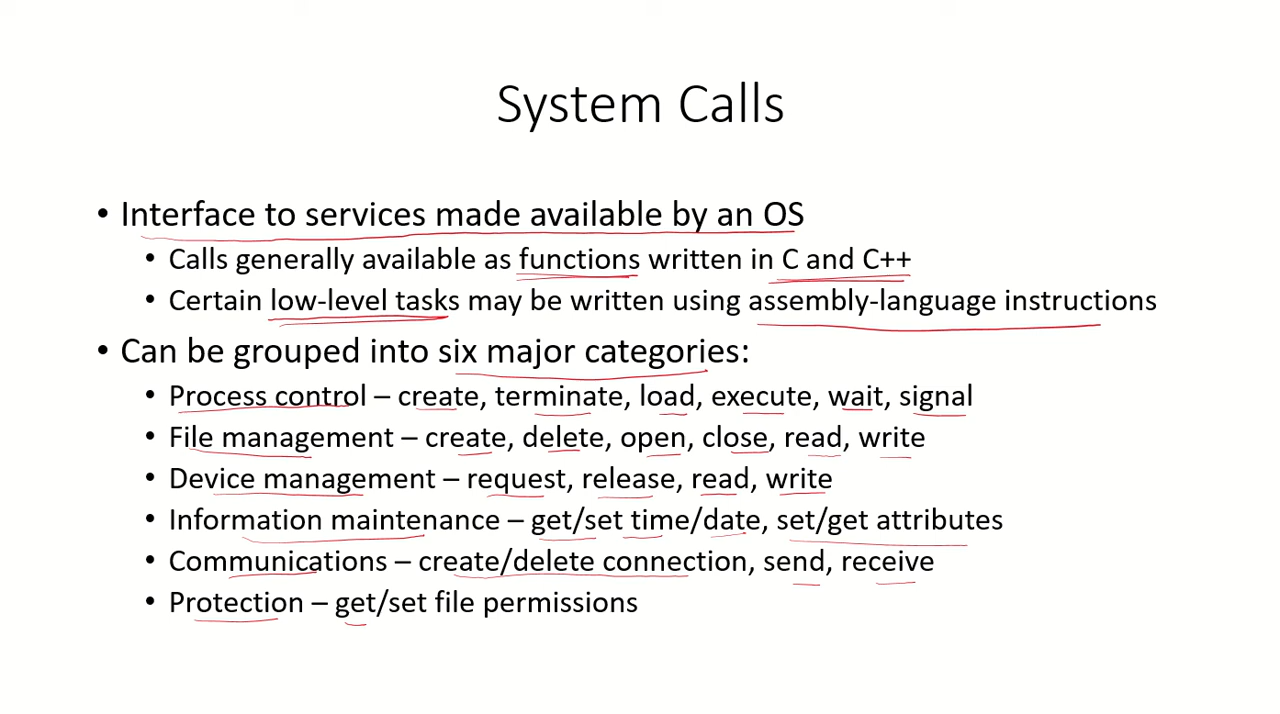 System Calls
• Interface to services made available by an OS
• Calls generally available as functions written in C and C++
• Certain low-level tasks may be written using assembly-language instructions
• Can be grouped into six major categories:
• Process control – create, terminate, load, execute, wait, signal
• File management – create, delete, open, close, read, write
• Device management – request, release, read, write
• Information maintenance – get/set time/date, set/get attributes
• Communications – create/delete connection, send, receive
• Protection – get/set file permissions